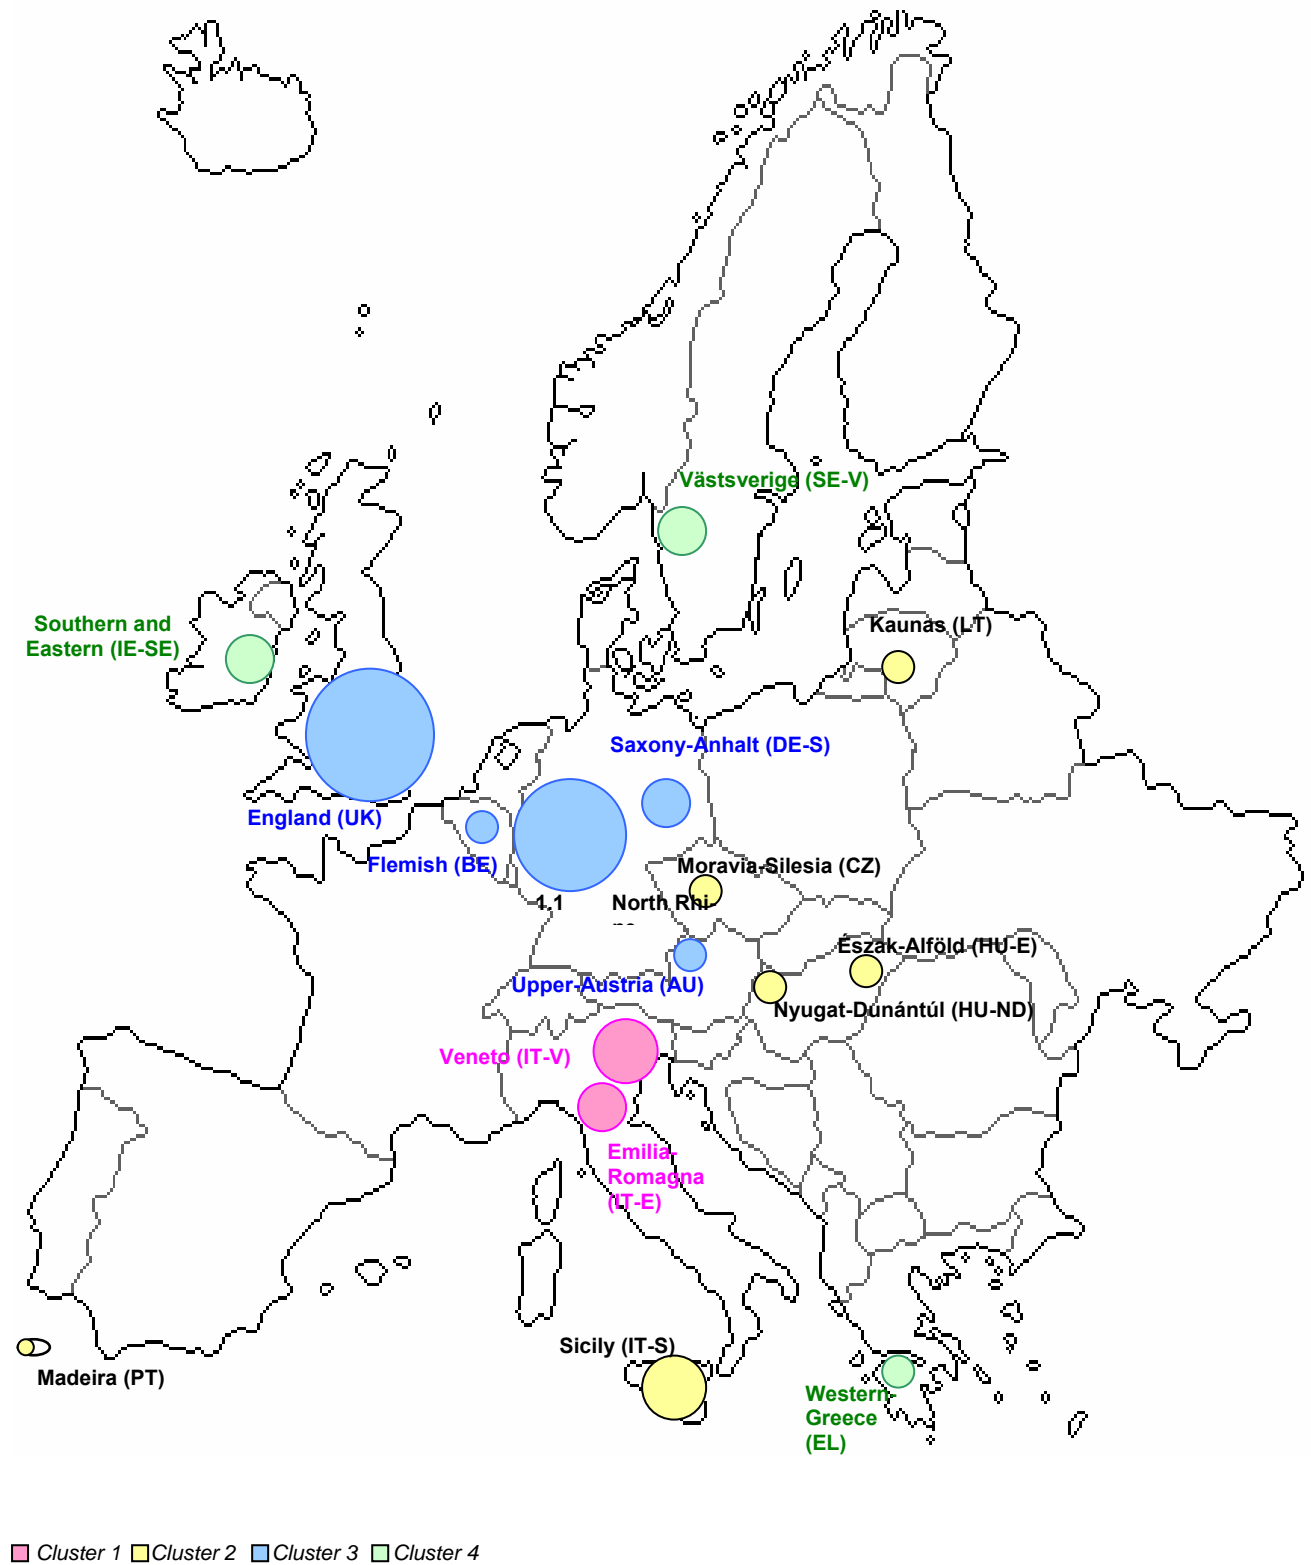 Västsverige (SE-V)
Southern and
Eastern (IE-SE)
Kaunas (LT)
Saxony-Anhalt (DE-S)
England (UK)
Flemish (BE)
Moravia-Silesia (CZ)
1.1
North Rhi-
Észak-Alföld (HU-E)
Upper-Austria (AU)
Nyugat-Dunántúl (HU-ND)
Veneto (IT-V)
Emilia-
Romagna
(IT-E)
Sicily (IT-S)
Madeira (PT)
Western-
Greece
(EL)
Cluster 1 Cluster 2 Cluster 3 Cluster 4